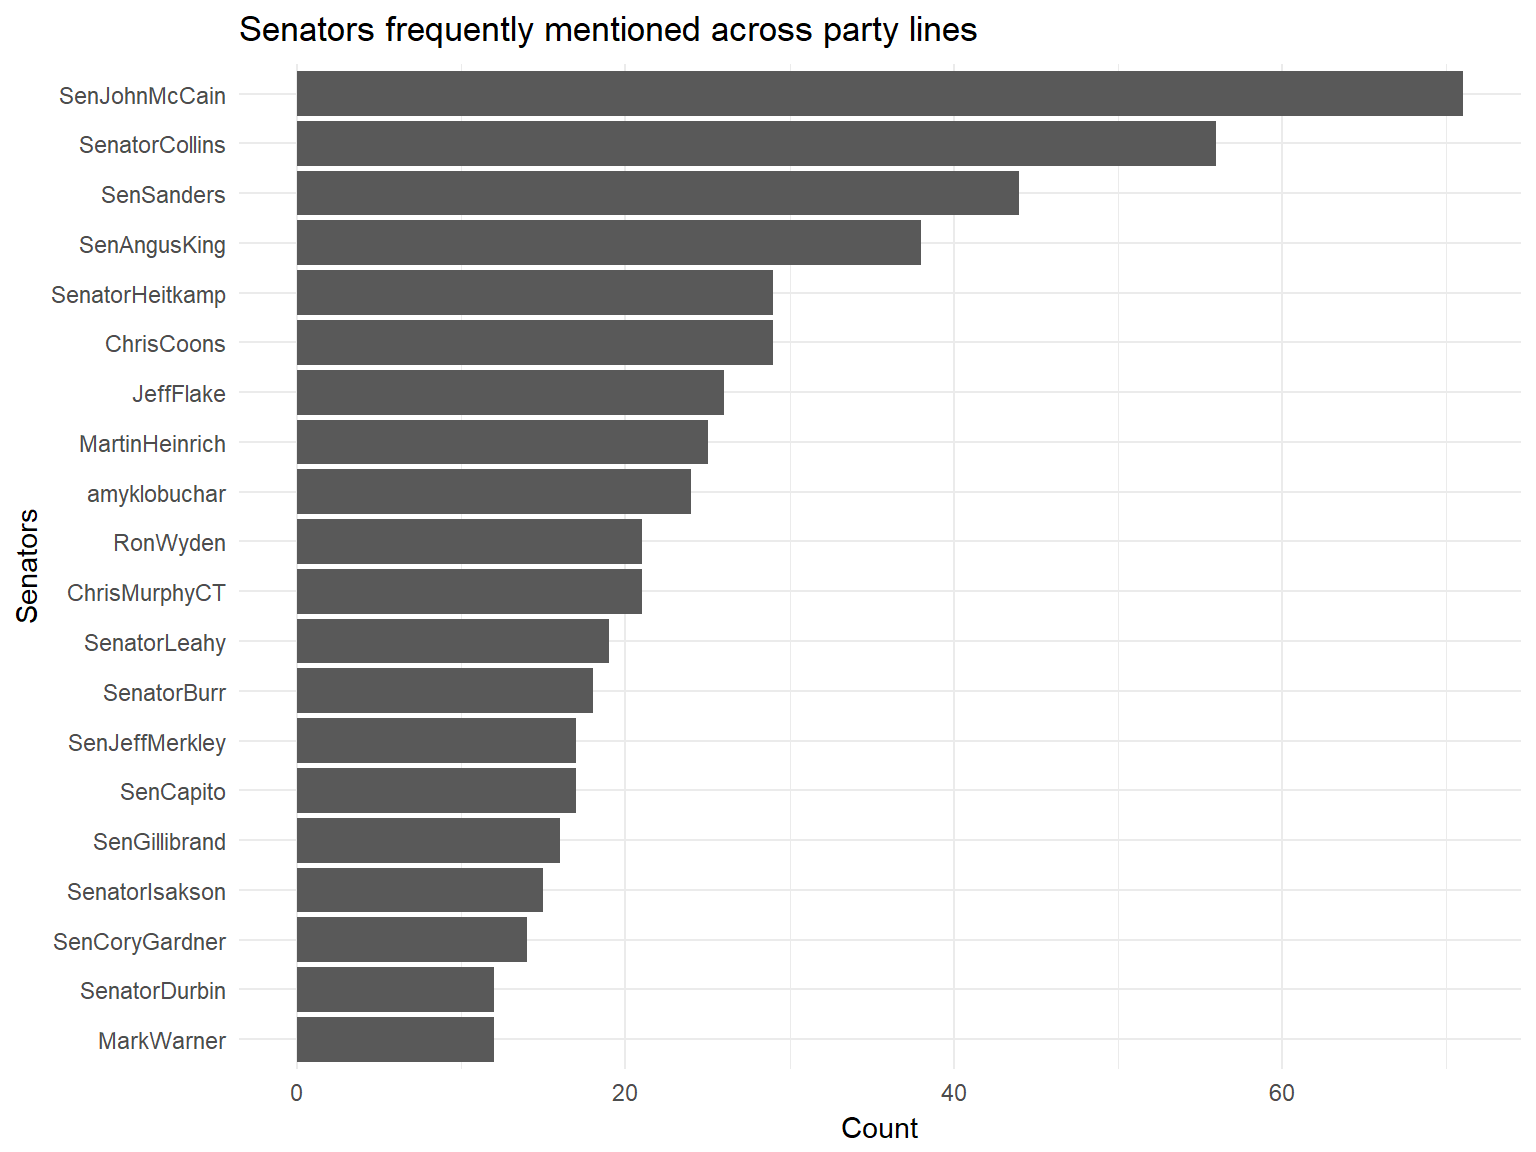 Senators frequently mentioned across party lines
SenJohnMcCain
SenatorCollins
SenSanders
SenAngusKing
SenatorHeitkamp
ChrisCoons
JeffFlake
MartinHeinrich
amyklobuchar
RonWyden
ChrisMurphyCT
SenatorLeahy
SenatorBurr
SenJeffMerkley
SenCapito
SenGillibrand
SenatorIsakson
SenCoryGardner
SenatorDurbin
MarkWarner
Senators
0 20 40 60
Count